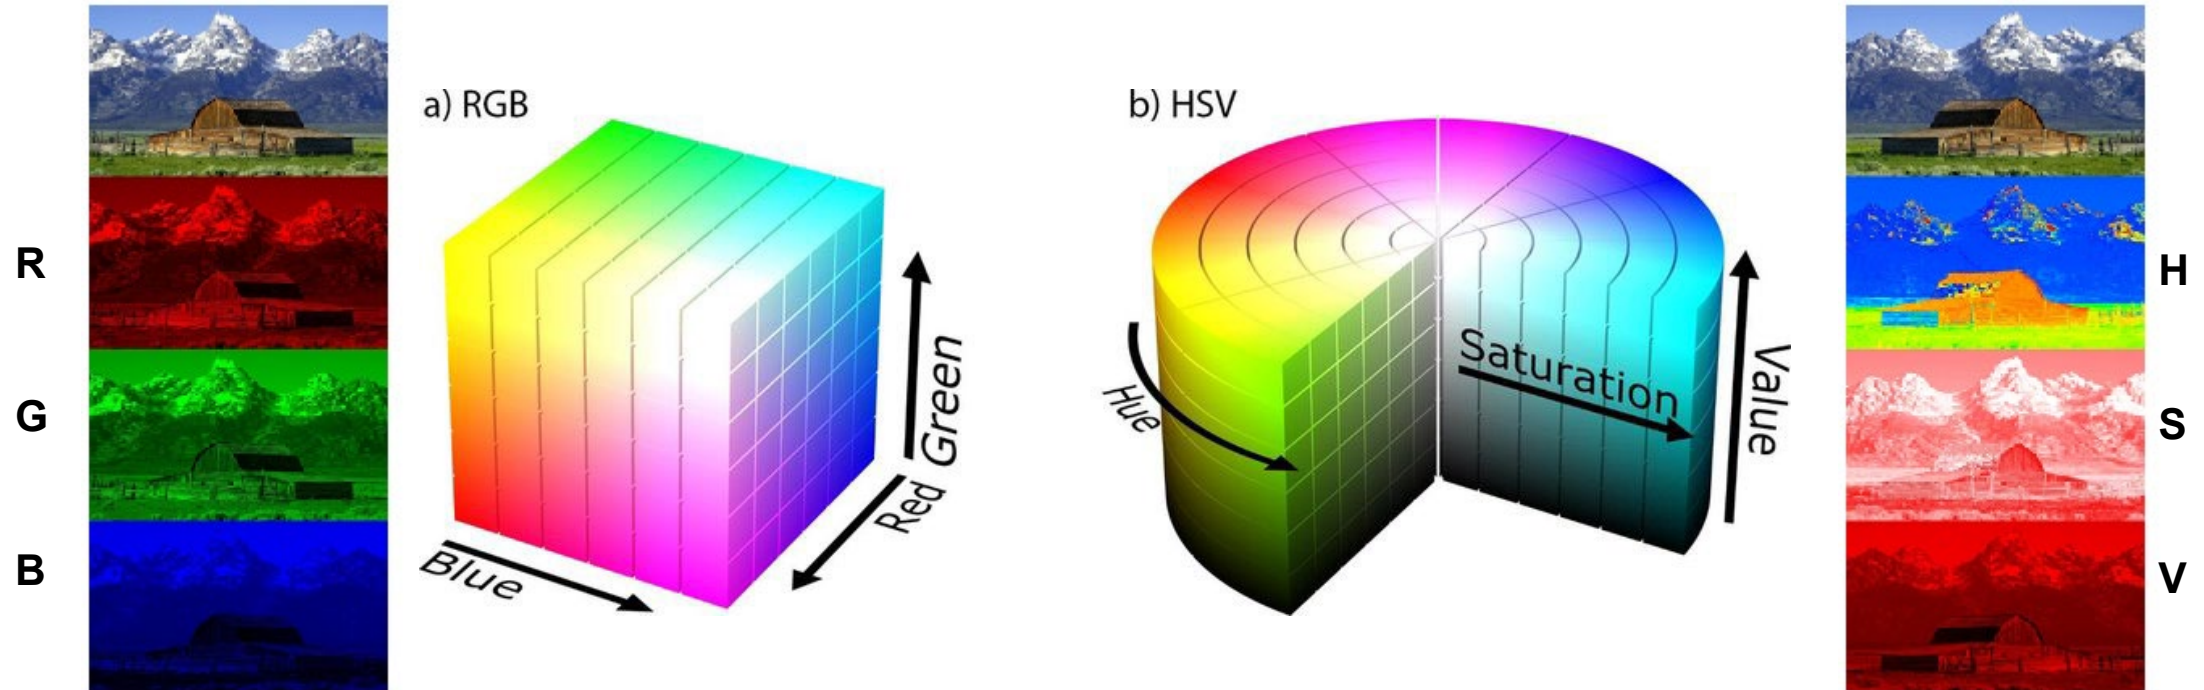 R
G
B
a) RGB
Blue
Red
Green
b) HSV
Hue
Saturation
Value
H
S
V